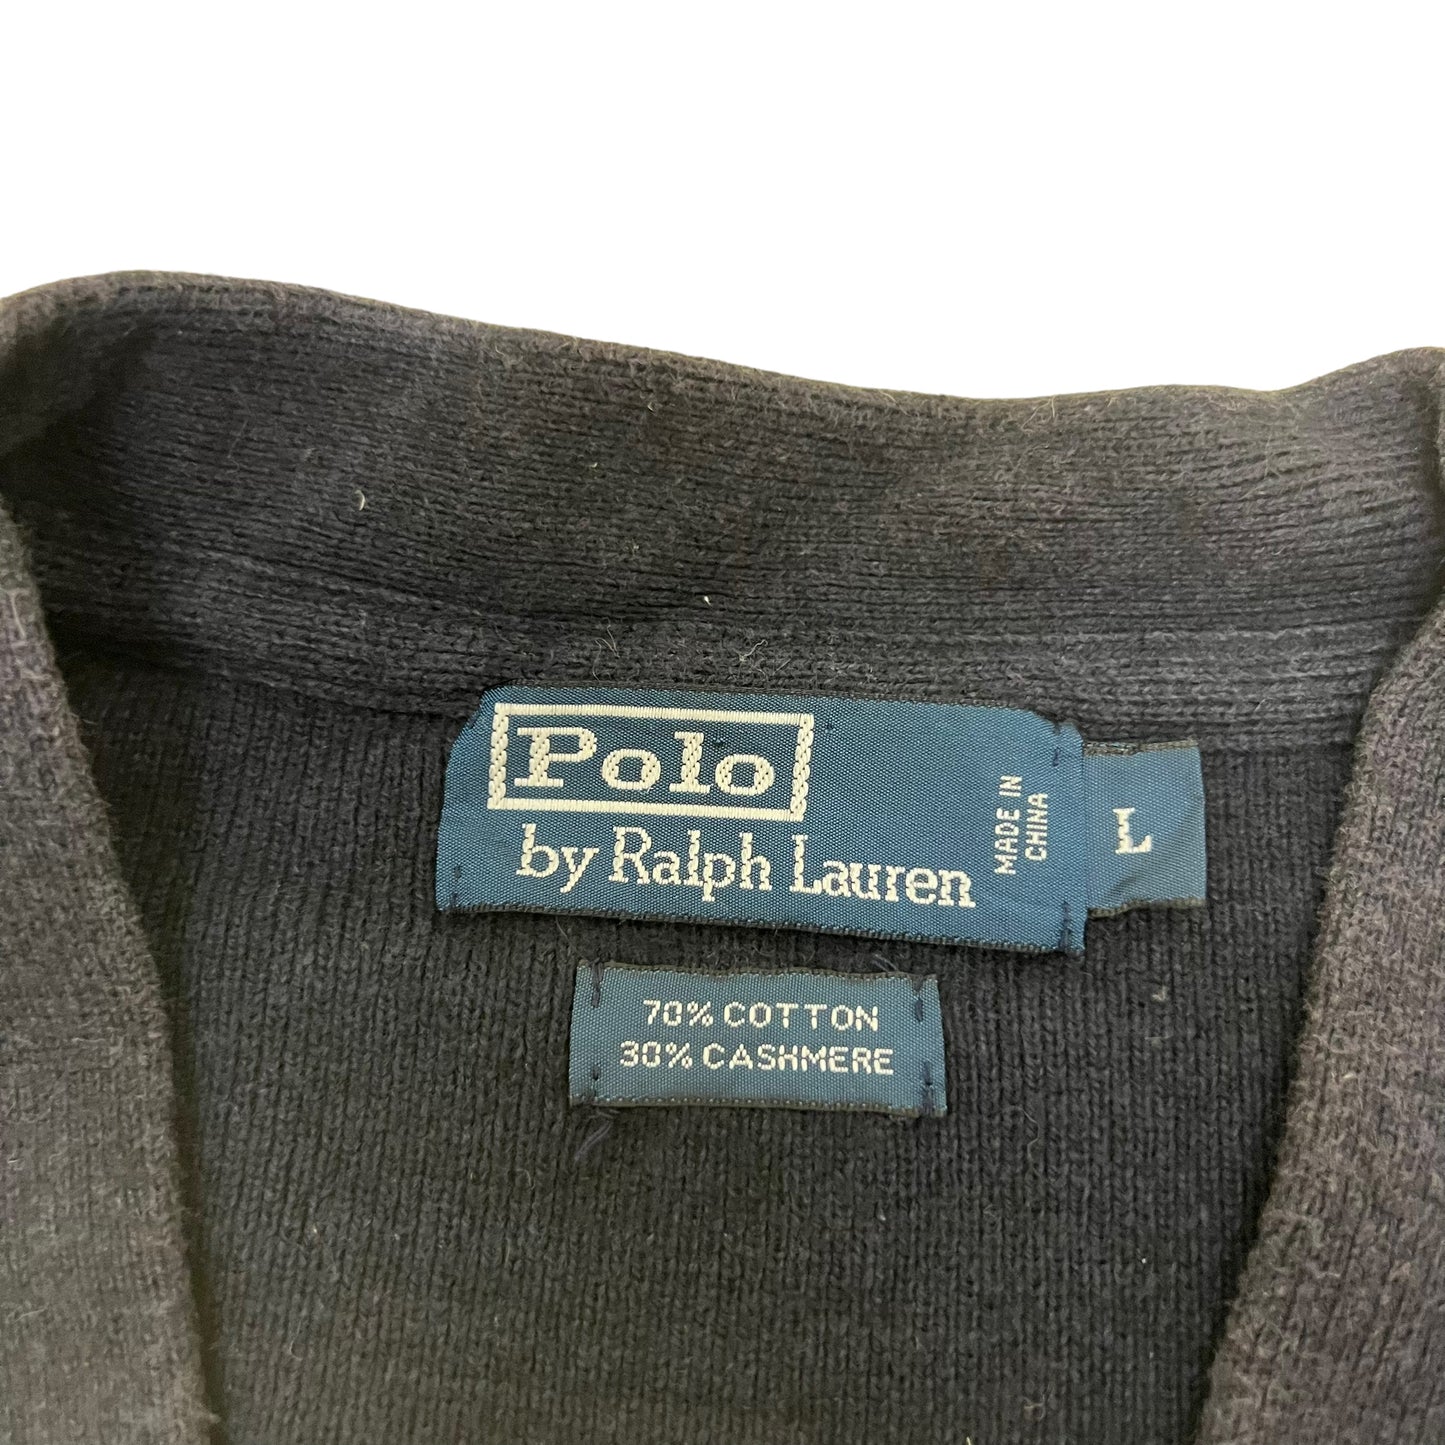 Polo
by Ralph Lauren
MADE IN
CHINA
L
70% COTTON
30% CASHMERE